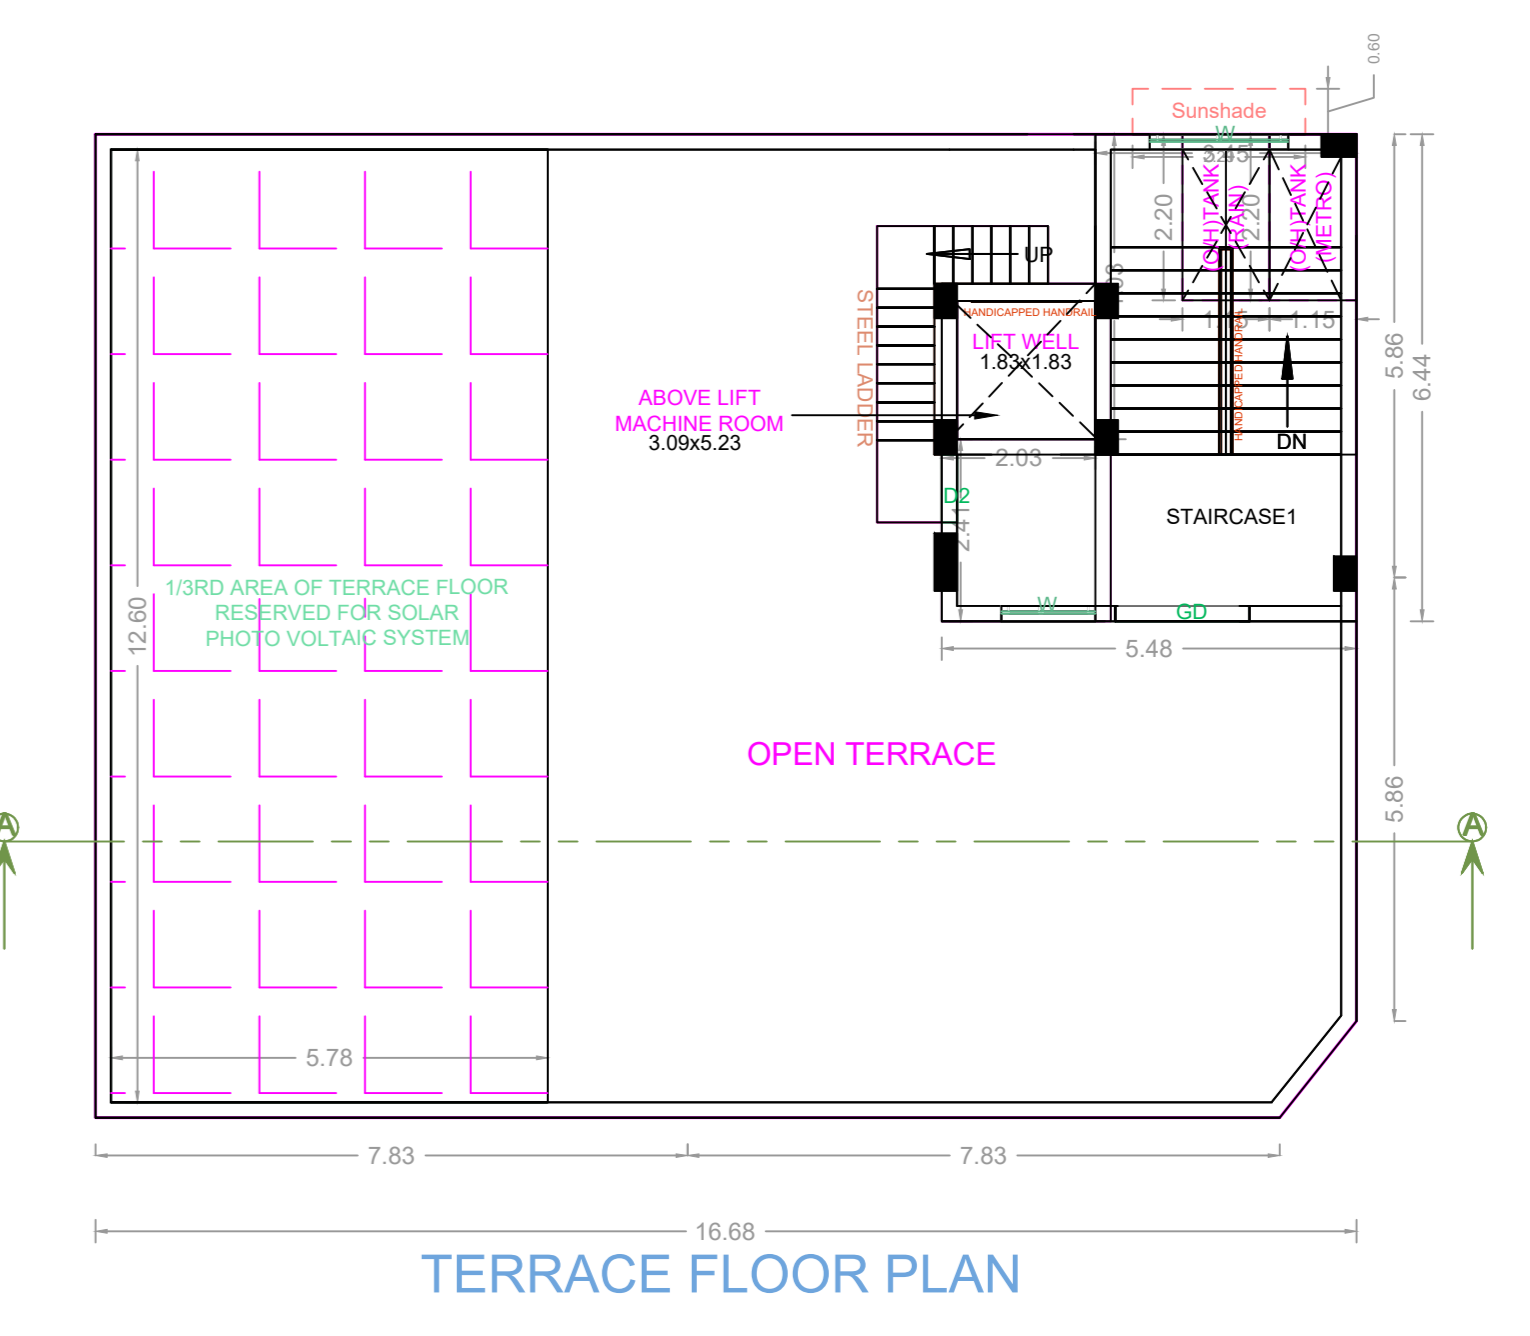 0.60
Sunshade
W
3.45
2.20
2.20
(O/H)TANK
(RAIN)
(O/H)TANK
(METRO)
UP
STEEL LADDER
HANDICAPPED HANDRAIL
LIFT WELL
1.83x1.83
1.15
1.15
HANDICAPPED HANDRAIL
5.86
6.44
ABOVE LIFT
MACHINE ROOM
3.09x5.23
DN
2.03
D2
2.41
STAIRCASE1
1/3RD AREA OF TERRACE FLOOR
RESERVED FOR SOLAR
PHOTO VOLTAIC SYSTEM
12.60
W
GD
5.48
OPEN TERRACE
5.86
A
A
5.78
7.83
7.83
16.68
TERRACE FLOOR PLAN